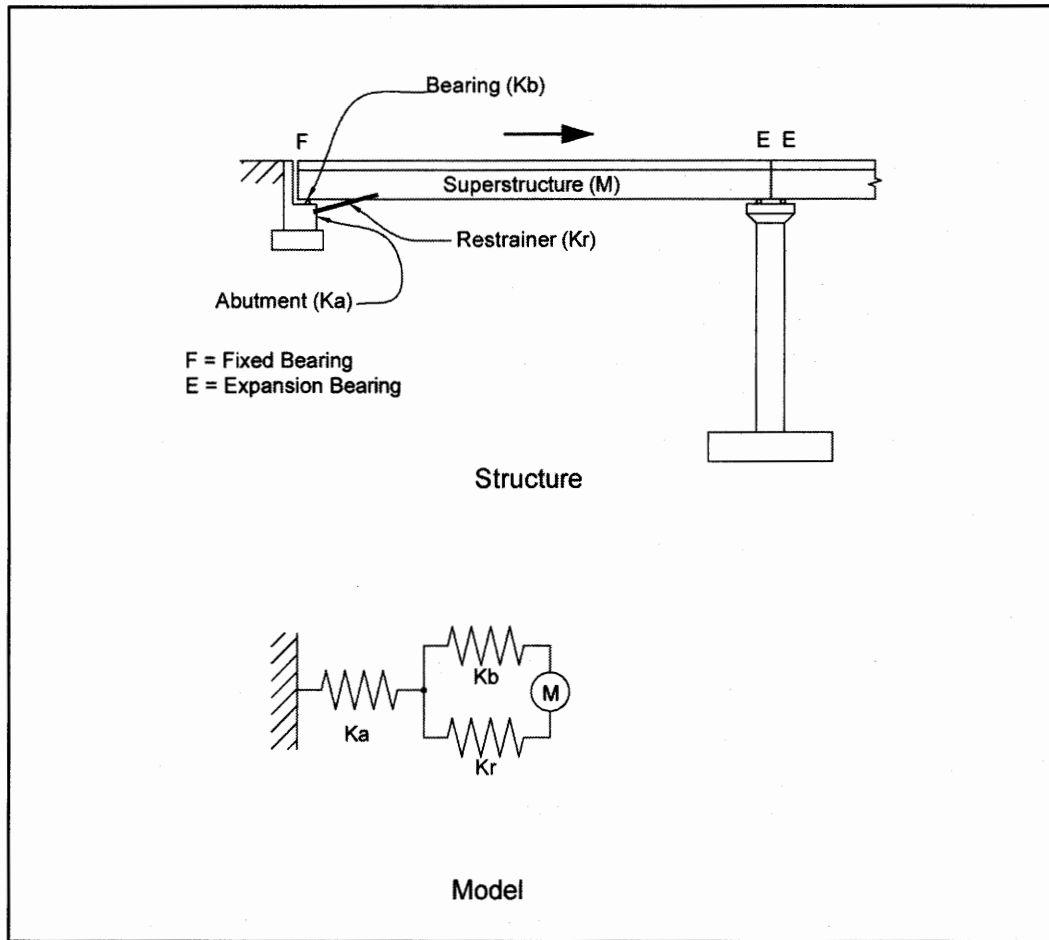 Bearing (Kb)
F
E E
Superstructure (M)
Restrainer (Kr)
Abutment (Ka)
F = Fixed Bearing
E = Expansion Bearing
Structure
Kb
M
Ka
Kr
Model